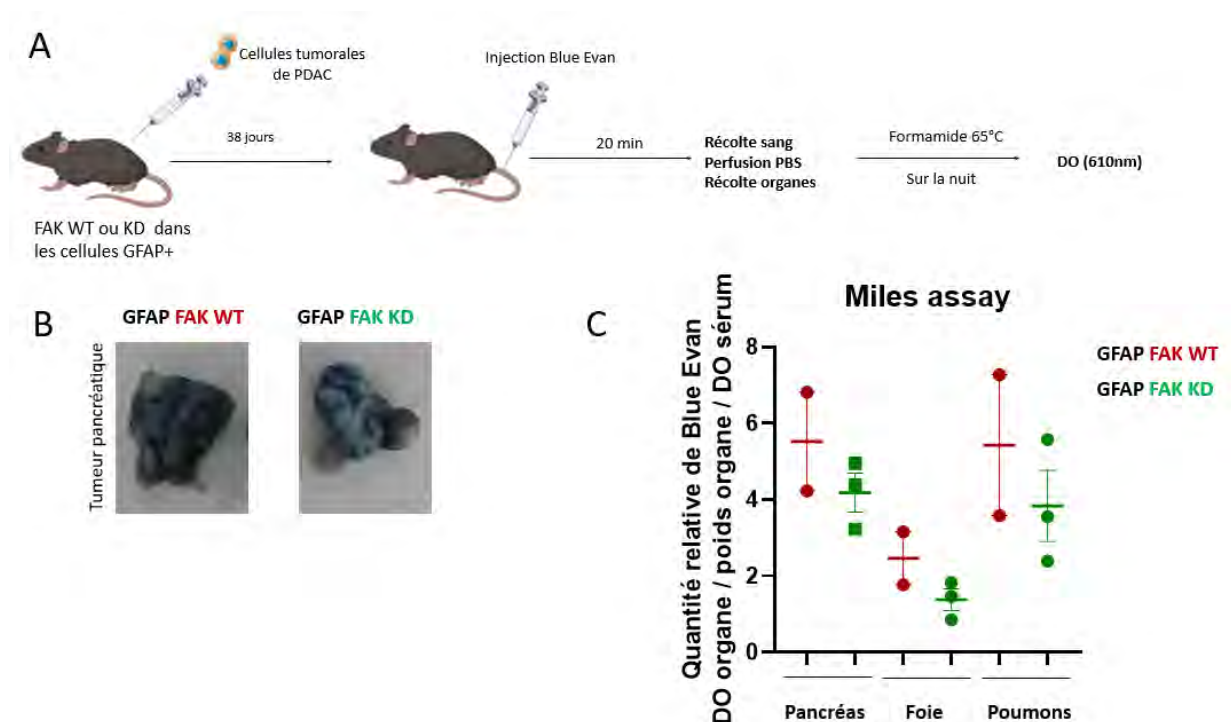 A
Cellules tumorales
de PDAC
Injection Blue Evan
38 jours
20 min
Récolte sang
Perfusion PBS
Récolte organes
Formamide 65°C
Sur la nuit
DO (610nm)
FAK WT ou KD dans
les cellules GFAP+
B
GFAP FAK WT
GFAP FAK KD
Tumeur pancréatique
C
Miles assay
Quantité relative de Blue Evan
DO organe / poids organe / DO sérum
8
6
4
2
0
Pancréas
Foie
Poumons
GFAP FAK WT
GFAP FAK KD